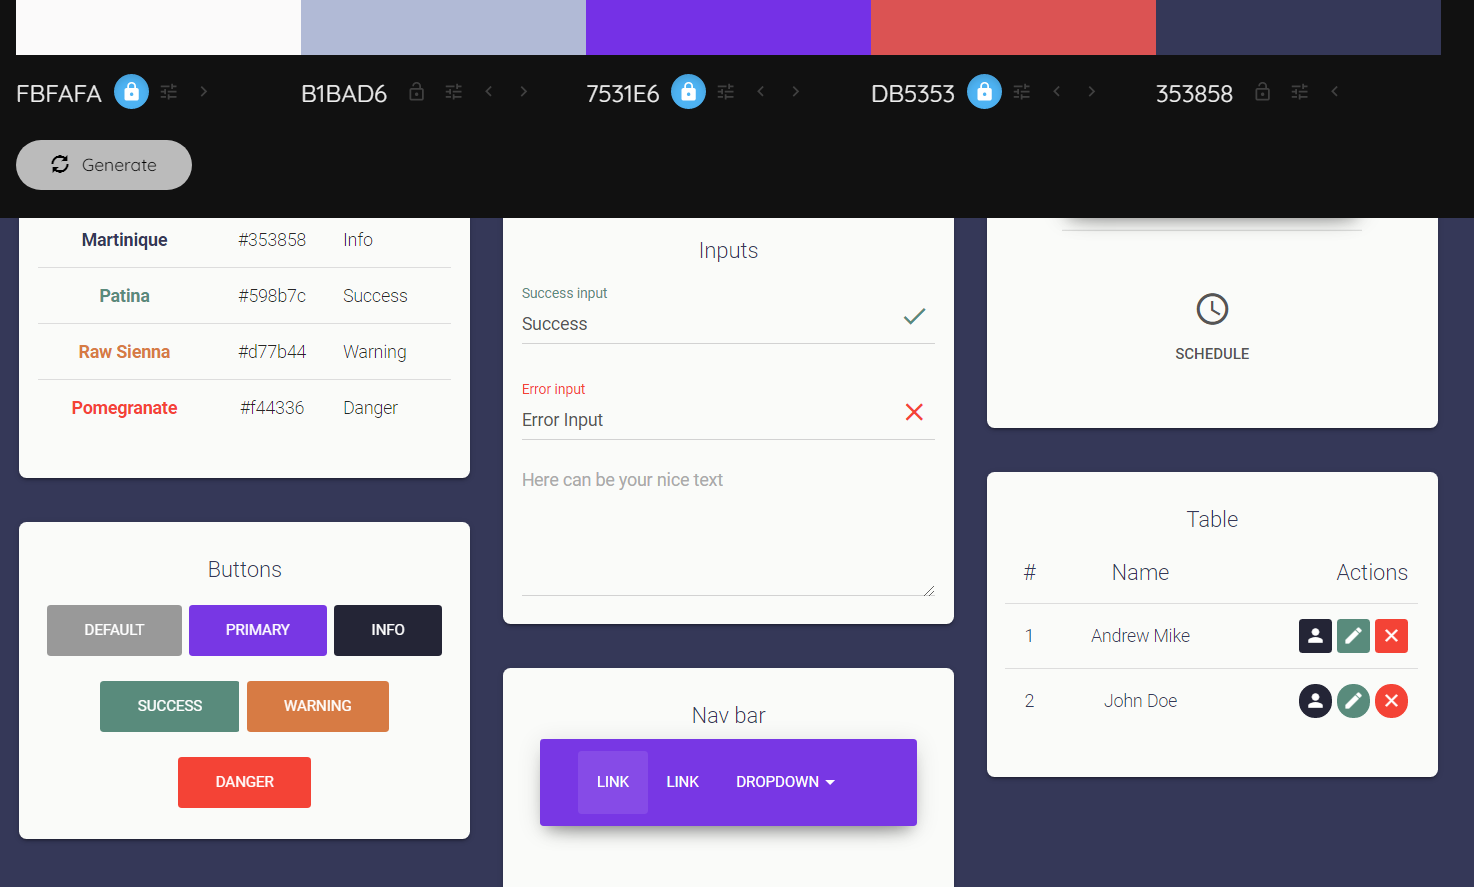 FBFAFA
B1BAD6
7531E6
DB5353
353858
Generate
Martinique #353858 Info
Patina #598b7c Success
Raw Sienna #d77b44 Warning
Pomegranate #f44336 Danger
Buttons
DEFAULT PRIMARY INFO
SUCCESS WARNING
DANGER
Inputs
Success input
Success
Error input
Error Input
Here can be your nice text
Nav bar
LINK LINK DROPDOWN
SCHEDULE
Table
# Name Actions
1 Andrew Mike
2 John Doe